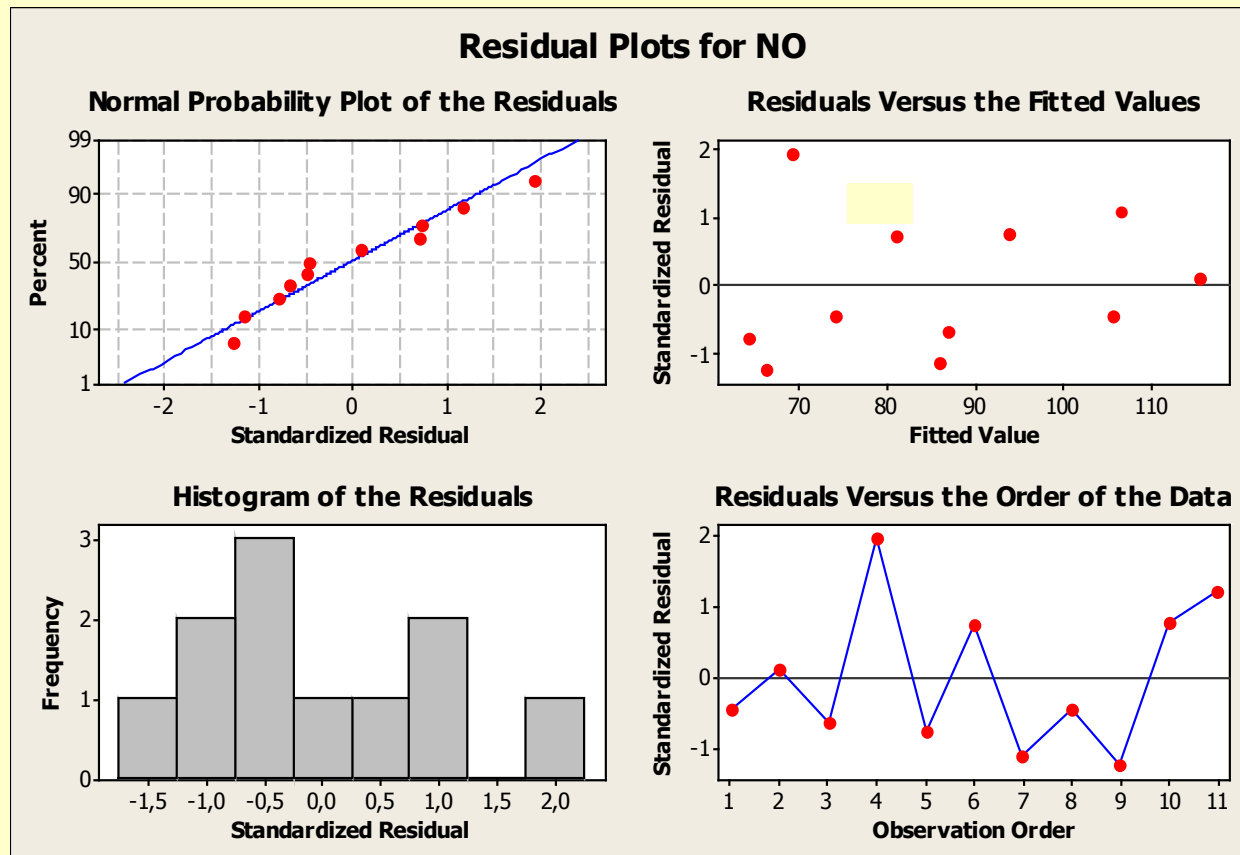 Residual Plots for NO
Normal Probability Plot of the Residuals
99
90
50
10
1
Percent
-2 -1 0 1 2
Standardized Residual
Residuals Versus the Fitted Values
2
1
0
-1
Standardized Residual
70 80 90 100 110
Fitted Value
Histogram of the Residuals
3
2
1
0
Frequency
-1,5 -1,0 -0,5 0,0 0,5 1,0 1,5 2,0
Standardized Residual
Residuals Versus the Order of the Data
2
1
0
-1
Standardized Residual
1 2 3 4 5 6 7 8 9 10 11
Observation Order